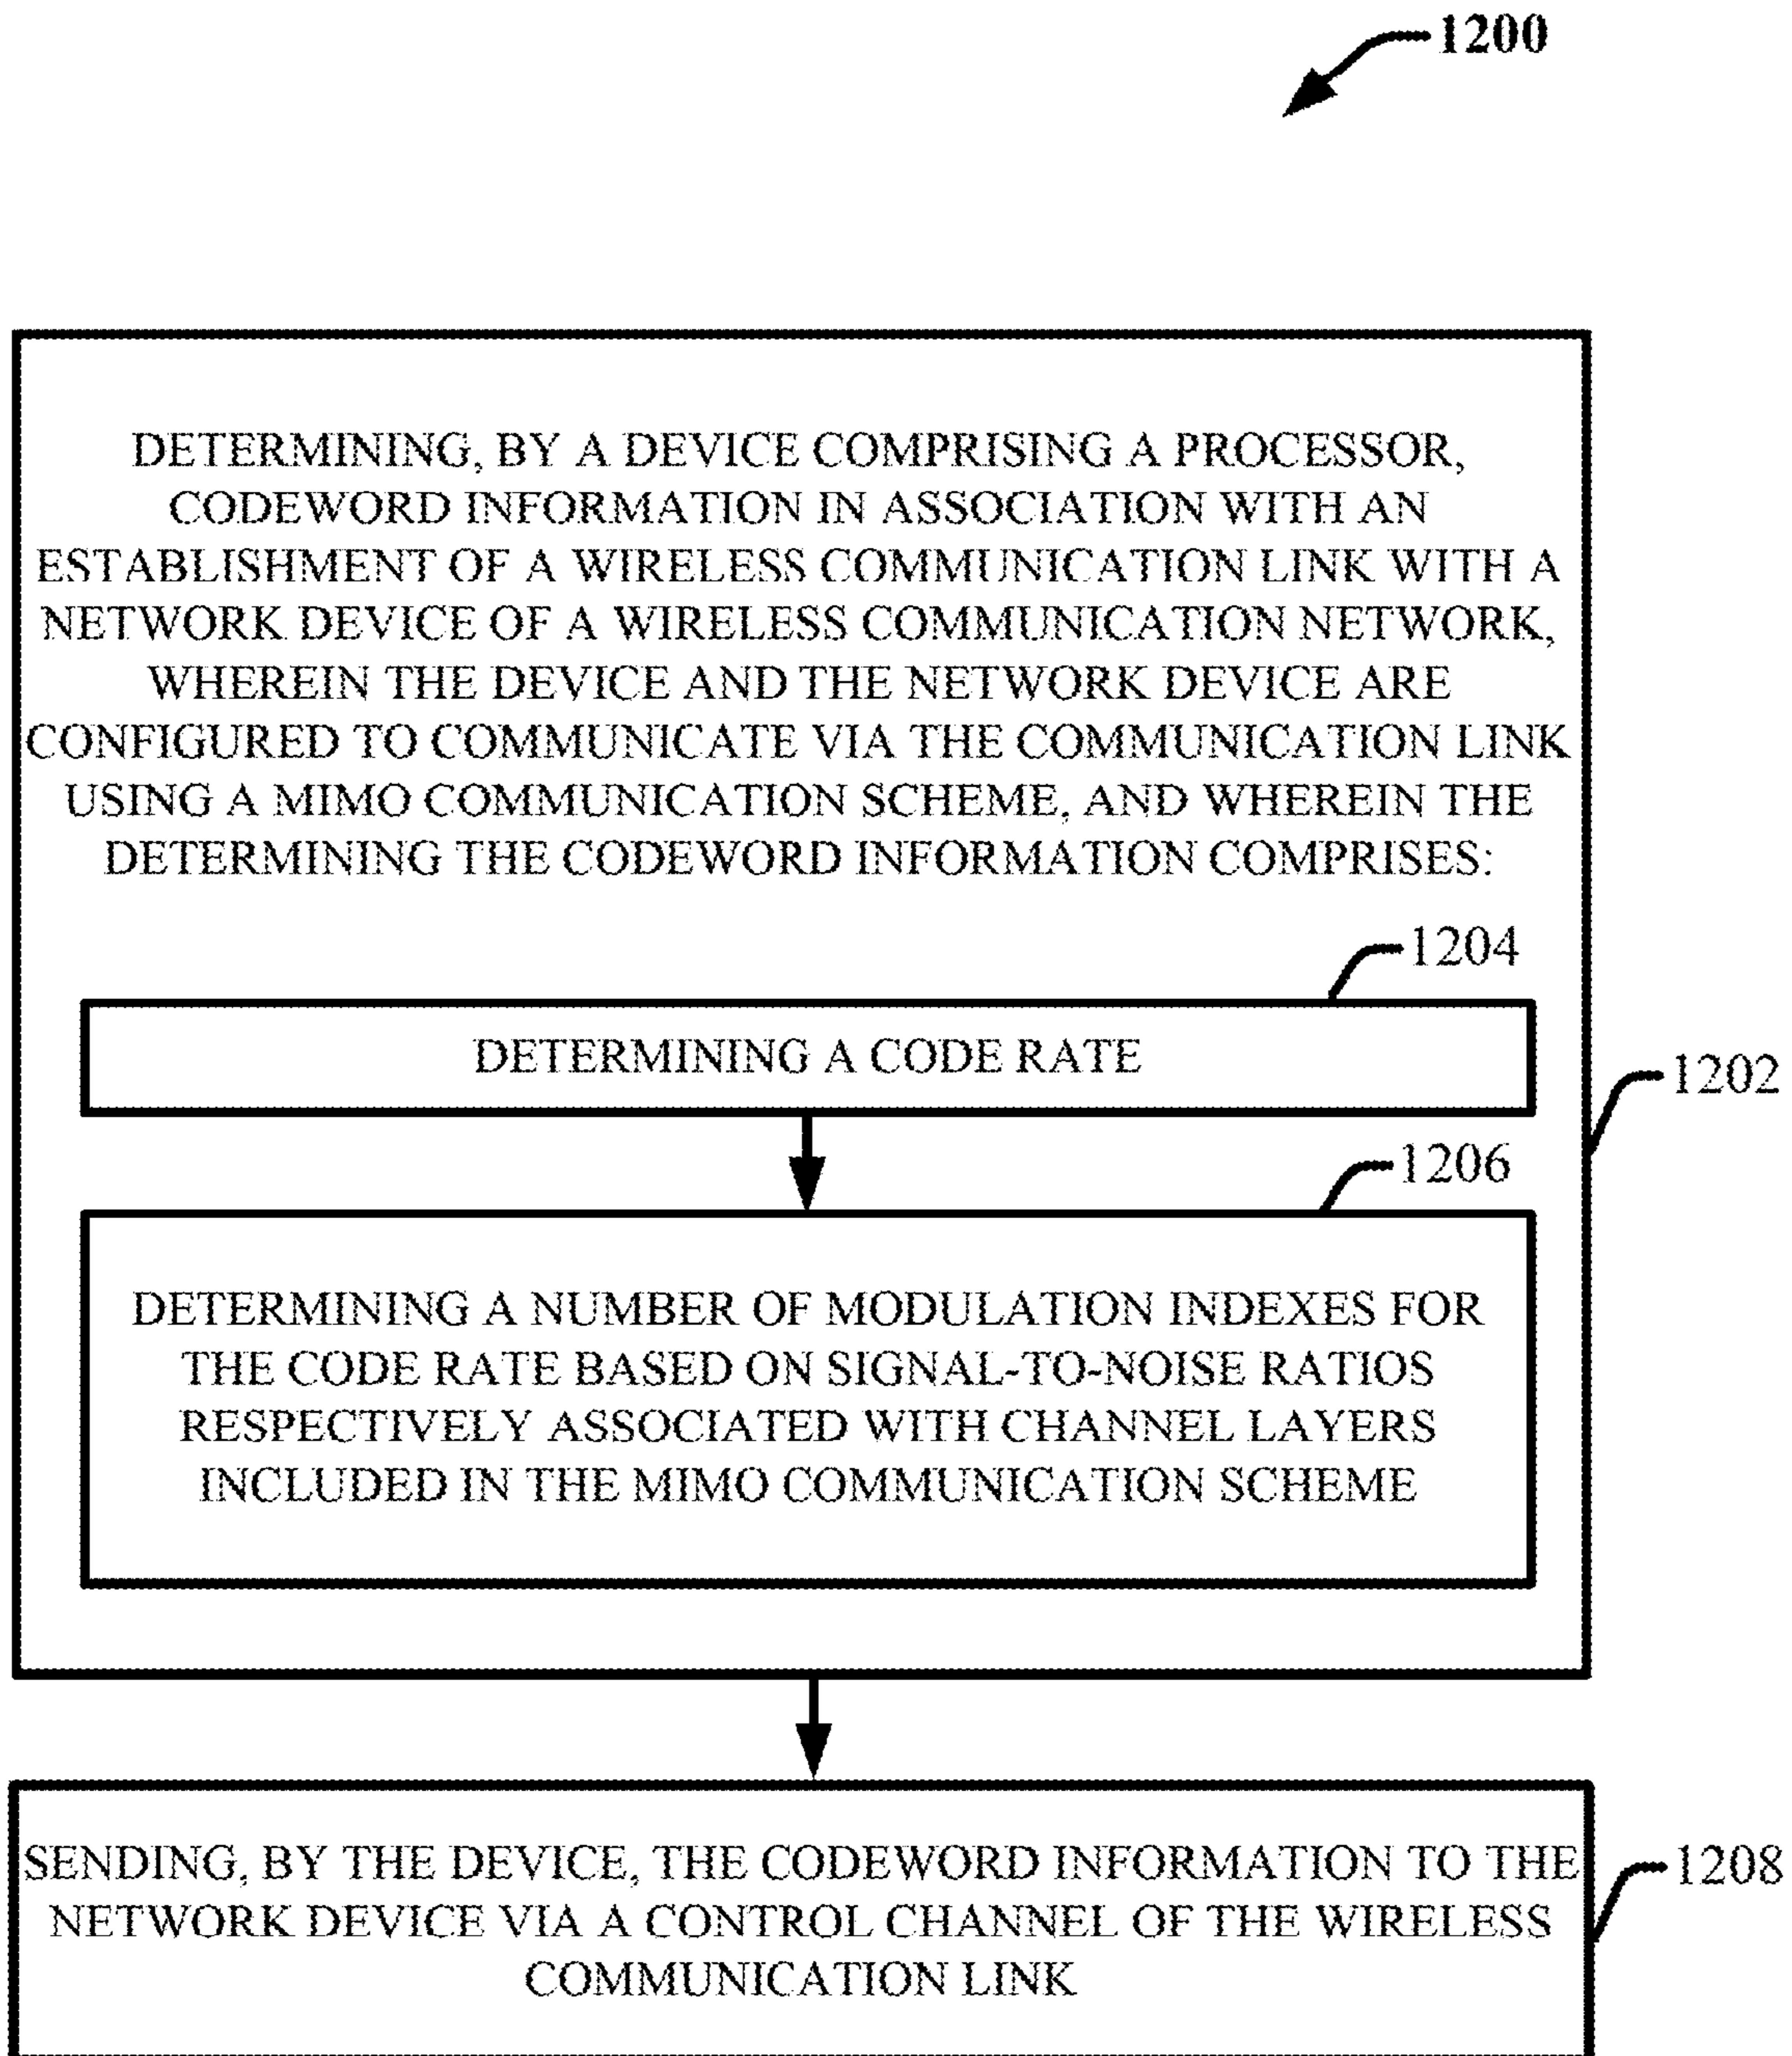 1200
DETERMINING, BY A DEVICE COMPRISING A PROCESSOR,
CODEWORD INFORMATION IN ASSOCIATION WITH AN
ESTABLISHMENT OF A WIRELESS COMMUNICATION LINK WITH A
NETWORK DEVICE OF A WIRELESS COMMUNICATION NETWORK,
WHEREIN THE DEVICE AND THE NETWORK DEVICE ARE
CONFIGURED TO COMMUNICATE VIA THE COMMUNICATION LINK
USING A MIMO COMMUNICATION SCHEME, AND WHEREIN THE
DETERMINING THE CODEWORD INFORMATION COMPRISES:
1204
DETERMINING A CODE RATE
1202
1206
DETERMINING A NUMBER OF MODULATION INDEXES FOR
THE CODE RATE BASED ON SIGNAL-TO-NOISE RATIOS
RESPECTIVELY ASSOCIATED WITH CHANNEL LAYERS
INCLUDED IN THE MIMO COMMUNICATION SCHEME
SENDING, BY THE DEVICE, THE CODEWORD INFORMATION TO THE
NETWORK DEVICE VIA A CONTROL CHANNEL OF THE WIRELESS
COMMUNICATION LINK
1208